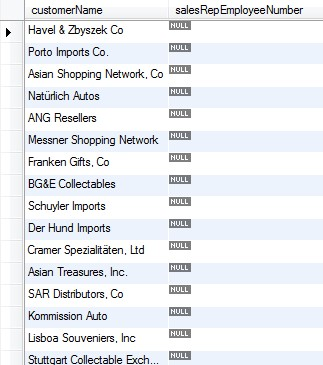 customerName salesRepEmployeeNumber
Havel & Zbyszek Co NULL
Porto Imports Co. NULL
Asian Shopping Network, Co NULL
Natürlich Autos NULL
ANG Resellers NULL
Messner Shopping Network NULL
Franken Gifts, Co NULL
BG&E Collectables NULL
Schuyler Imports NULL
Der Hund Imports NULL
Cramer Spezialitäten, Ltd NULL
Asian Treasures, Inc. NULL
SAR Distributors, Co NULL
Kommission Auto NULL
Lisboa Souveniers, Inc NULL
Stuttgart Collectable Exch... NULL